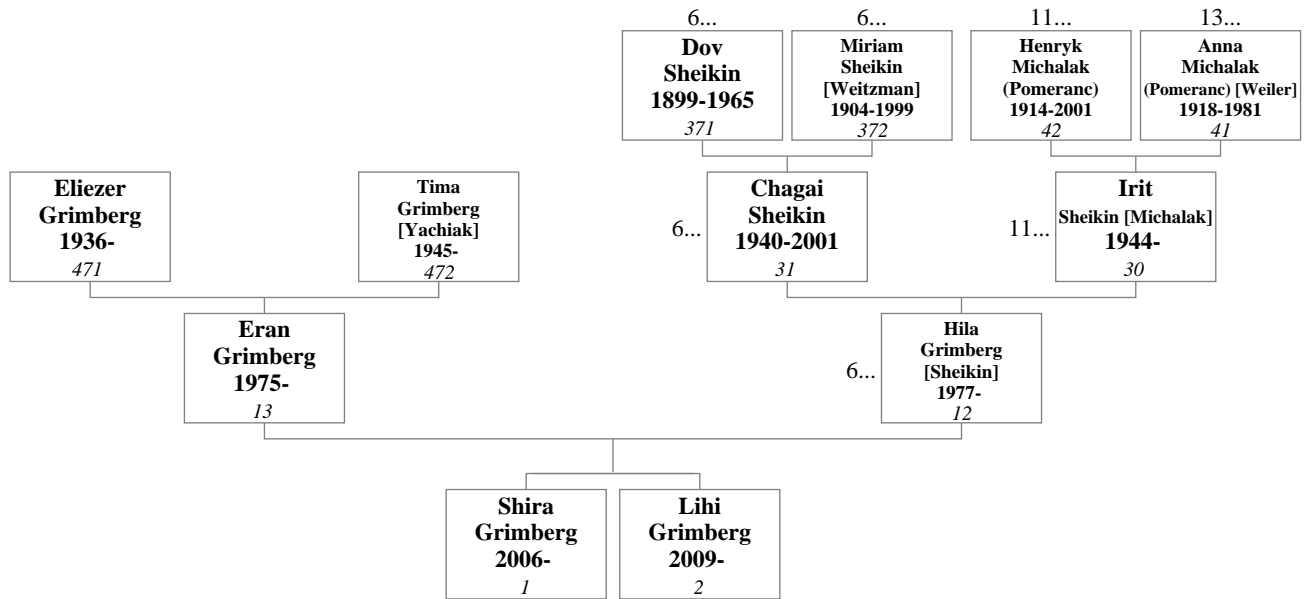 6...
6...
11...
13...
Dov
Sheikin
1899-1965
371
Miriam
Sheikin
[Weitzman]
1904-1999
372
Henryk
Michalak
(Pomeranc)
1914-2001
42
Anna
Michalak
(Pomeranc) [Weiler]
1918-1981
41
Eliezer
Grimberg
1936-
471
Tima
Grimberg
[Yachiak]
1945-
472
6...
Chagai
Sheikin
1940-2001
31
11...
Irit
Sheikin [Michalak]
1944-
30
Eran
Grimberg
1975-
13
6...
Hila
Grimberg
[Sheikin]
1977-
12
Shira
Grimberg
2006-
1
Lihi
Grimberg
2009-
2